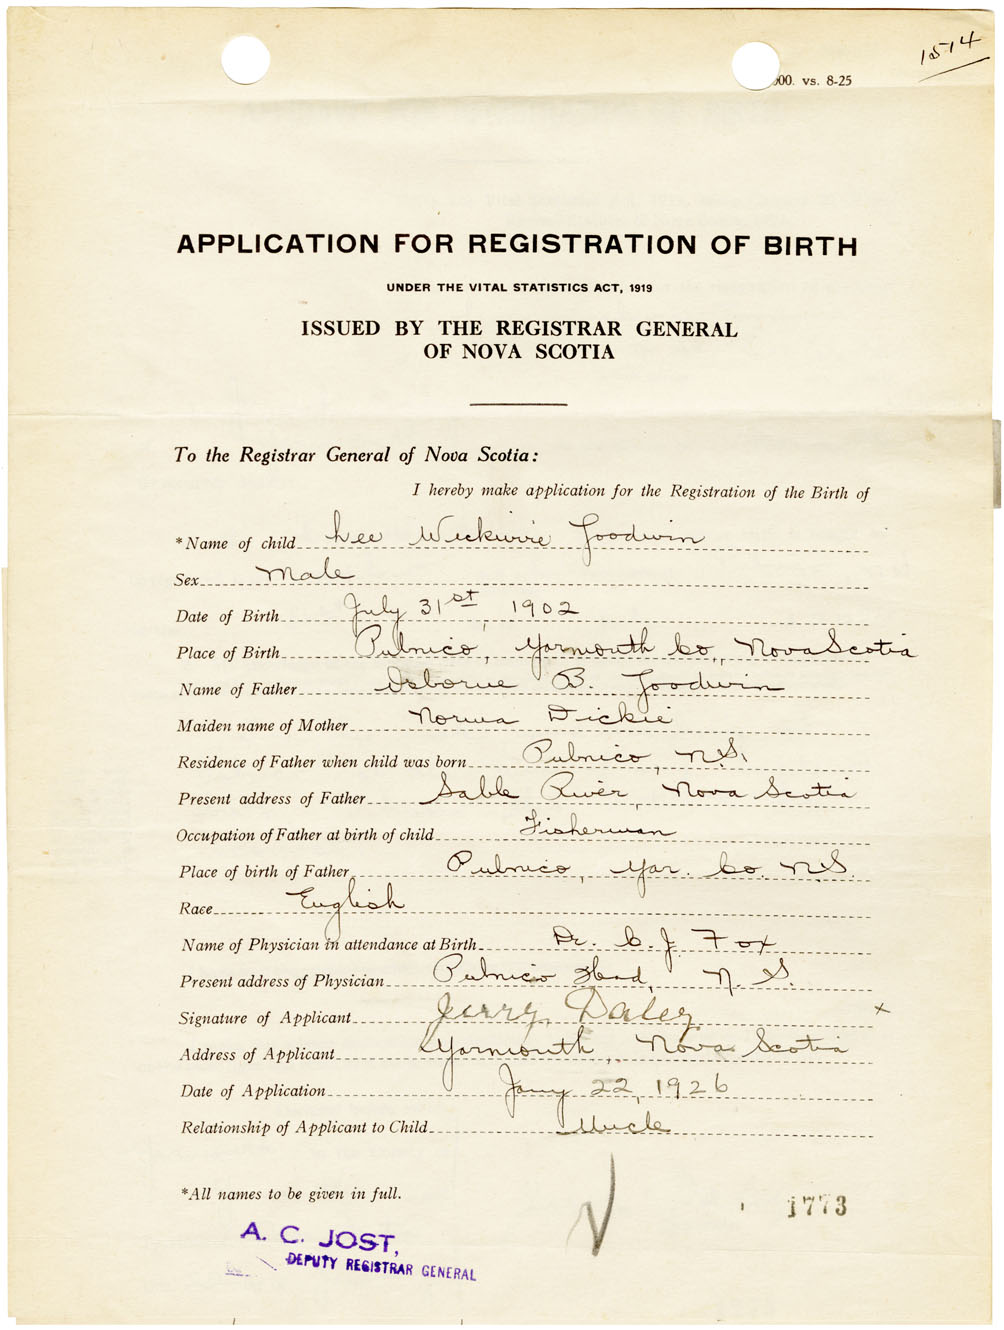 1514
000. vs. 8-25
APPLICATION FOR REGISTRATION OF BIRTH
UNDER THE VITAL STATISTICS ACT, 1919
ISSUED BY THE REGISTRAR GENERAL
OF NOVA SCOTIA
To the Registrar General of Nova Scotia:
I hereby make application for the Registration of the Birth of
*Name of child Lee Wickwire Goodwin
Sex Male
Date of Birth July 31st, 1902
Place of Birth Pubnico, Yarmouth Co., Nova Scotia
Name of Father Osborne B. Goodwin
Maiden name of Mother Norma Dickie
Residence of Father when child was born Pubnico, N.S.
Present address of Father Sable River, Nova Scotia
Occupation of Father at birth of child Fisherman
Place of birth of Father Pubnico, Yar. Co. N.S.
Race English
Name of Physician in attendance at Birth Dr. C. J. Fox
Present address of Physician Pubnico Head, N. S.
Signature of Applicant Jerry Daley x
Address of Applicant Yarmouth, Nova Scotia
Date of Application Jany 22, 1926
Relationship of Applicant to Child Uncle
*All names to be given in full.
1773
A. C. JOST,
DEPUTY REGISTRAR GENERAL